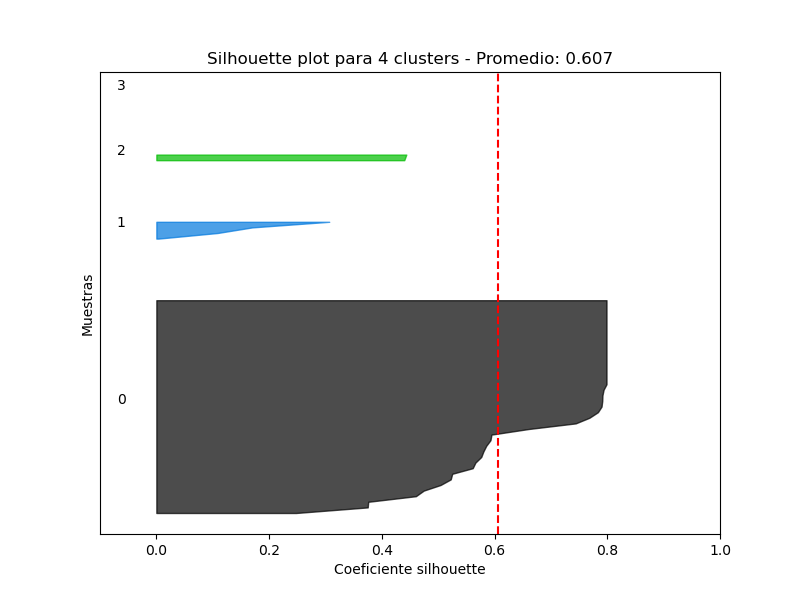 Silhouette plot para 4 clusters - Promedio: 0.607
3
2
1
0
Muestras
0.0 0.2 0.4 0.6 0.8 1.0
Coeficiente silhouette